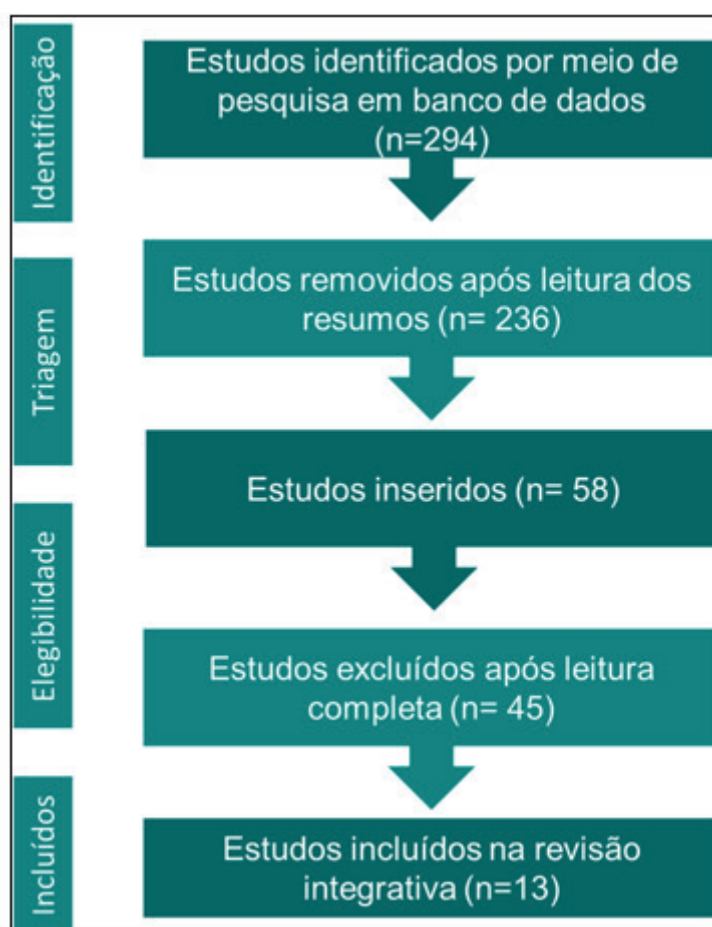 Identificação
Estudos identificados por meio de
pesquisa em banco de dados
(n=294)
Triagem
Estudos removidos após leitura dos
resumos (n= 236)
Estudos inseridos (n= 58)
Elegibilidade
Estudos excluídos após leitura
completa (n= 45)
Incluídos
Estudos incluídos na revisão
integrativa (n=13)